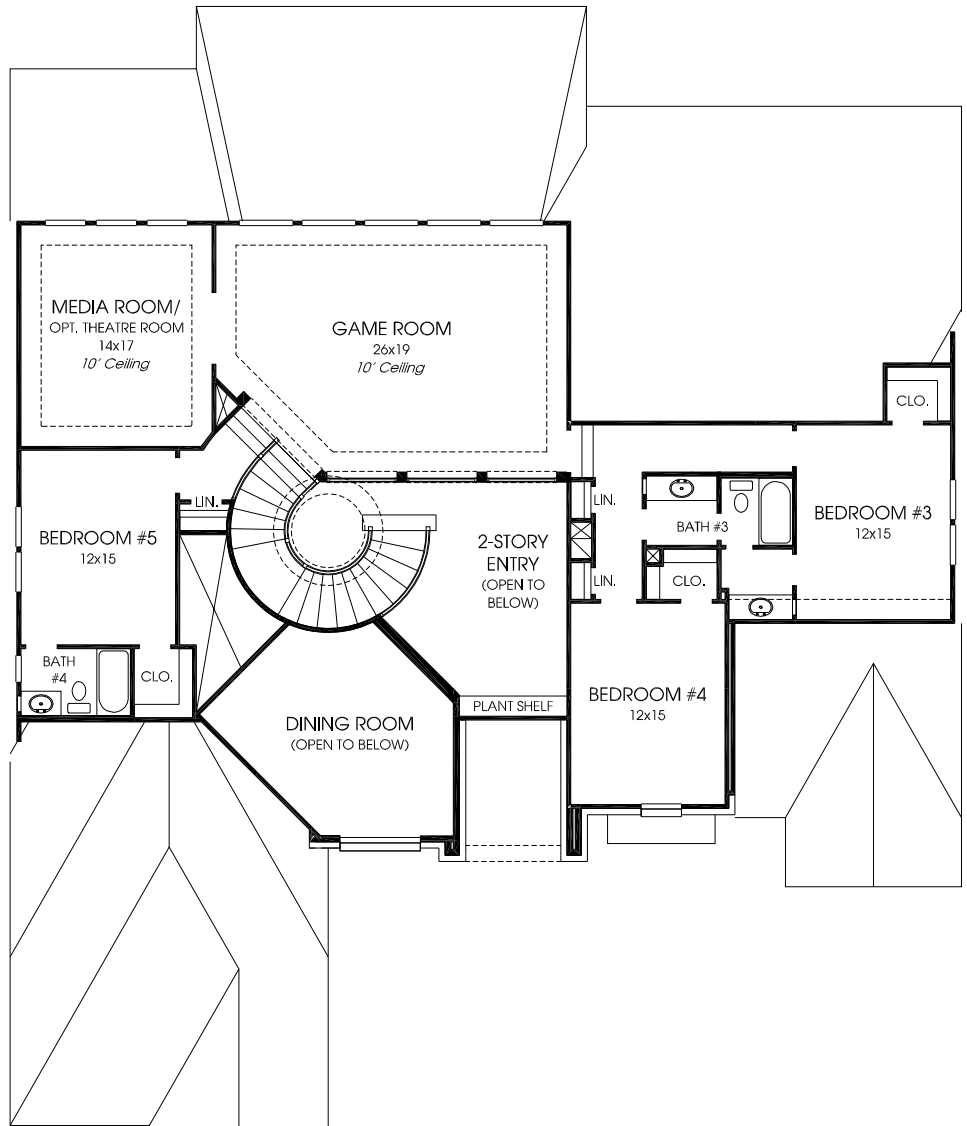 MEDIA ROOM/
OPT. THEATRE ROOM
14x17
10' Ceiling
GAME ROOM
26x19
10' Ceiling
CLO.
LIN.
BEDROOM #5
12x15
2-STORY
ENTRY
(OPEN TO
BELOW)
LIN.
BATH #3
BEDROOM #3
12x15
LIN.
CLO.
BATH
#4
CLO.
DINING ROOM
(OPEN TO BELOW)
PLANT SHELF
BEDROOM #4
12x15